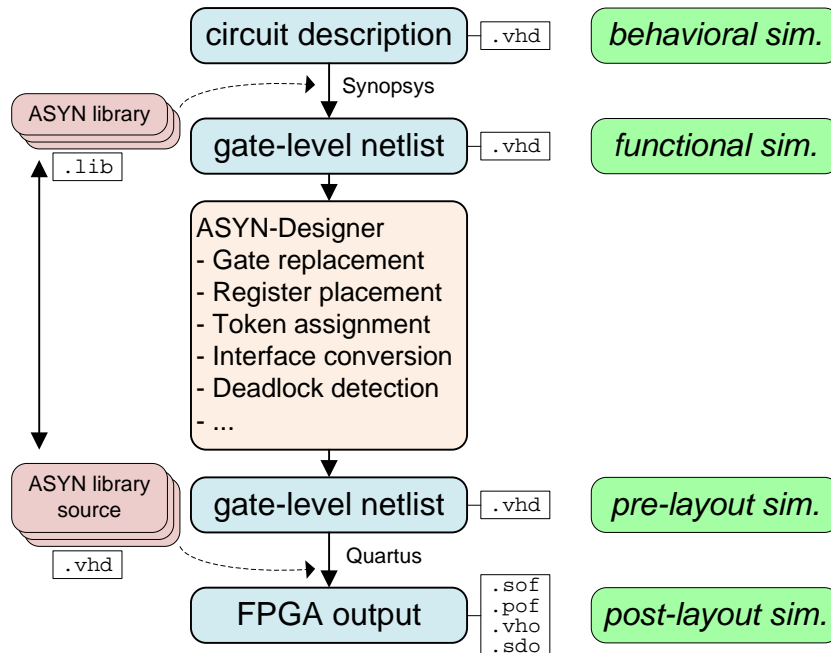 circuit description
.vhd
behavioral sim.
Synopsys
ASYN library
.lib
gate-level netlist
.vhd
functional sim.
ASYN-Designer
- Gate replacement
- Register placement
- Token assignment
- Interface conversion
- Deadlock detection
- ...
ASYN library
source
.vhd
gate-level netlist
.vhd
pre-layout sim.
Quartus
FPGA output
.sof
.pof
.vho
.sdo
post-layout sim.